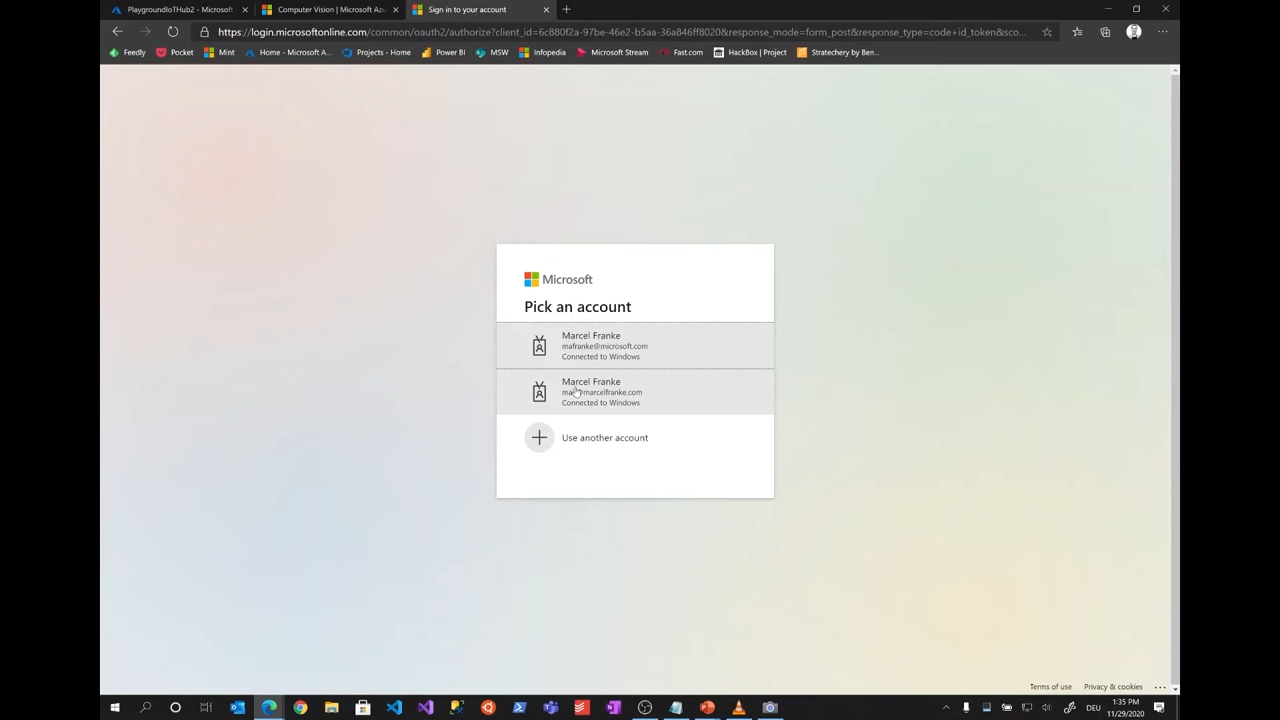 PlaygroundIoTHub2 - Microsoft
Computer Vision | Microsoft Azu
Sign in to your account
https://login.microsoftonline.com/common/oauth2/authorize?client_id=6c880f2a-97be-46e2-b5aa-36a846ff8020&response_mode=form_post&response_type=code+id_token&sco...
Feedly
Pocket
Mint
Home - Microsoft A...
Projects - Home
Power BI
MSW
Infopedia
Microsoft Stream
Fast.com
HackBox | Project
Stratechery by Ben...
Microsoft
Pick an account
Marcel Franke
mafranke@microsoft.com
Connected to Windows
Marcel Franke
@marcelfranke.com
Connected to Windows
Use another account
Terms of use
Privacy & cookies
...
DEU
1:35 PM
11/29/2020